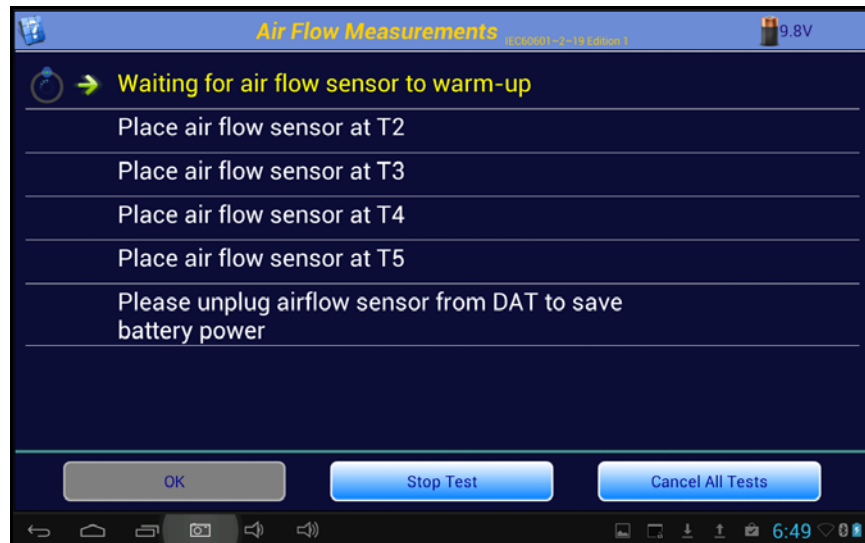 Air Flow Measurements IEC60601-2-19 Edition 1 9.8V
Waiting for air flow sensor to warm-up
Place air flow sensor at T2
Place air flow sensor at T3
Place air flow sensor at T4
Place air flow sensor at T5
Please unplug airflow sensor from DAT to save
battery power
OK Stop Test Cancel All Tests
6:49